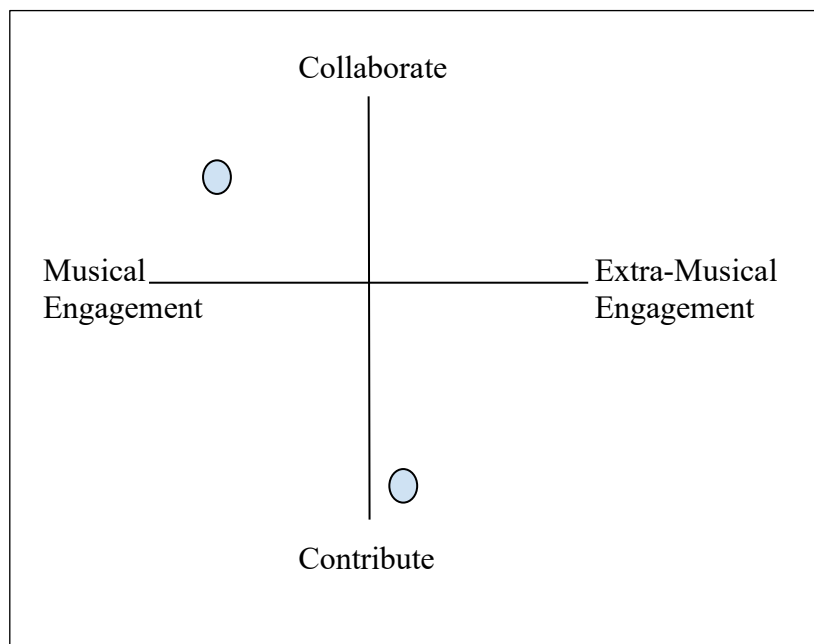 Collaborate
Musical
Engagement
Extra-Musical
Engagement
Contribute